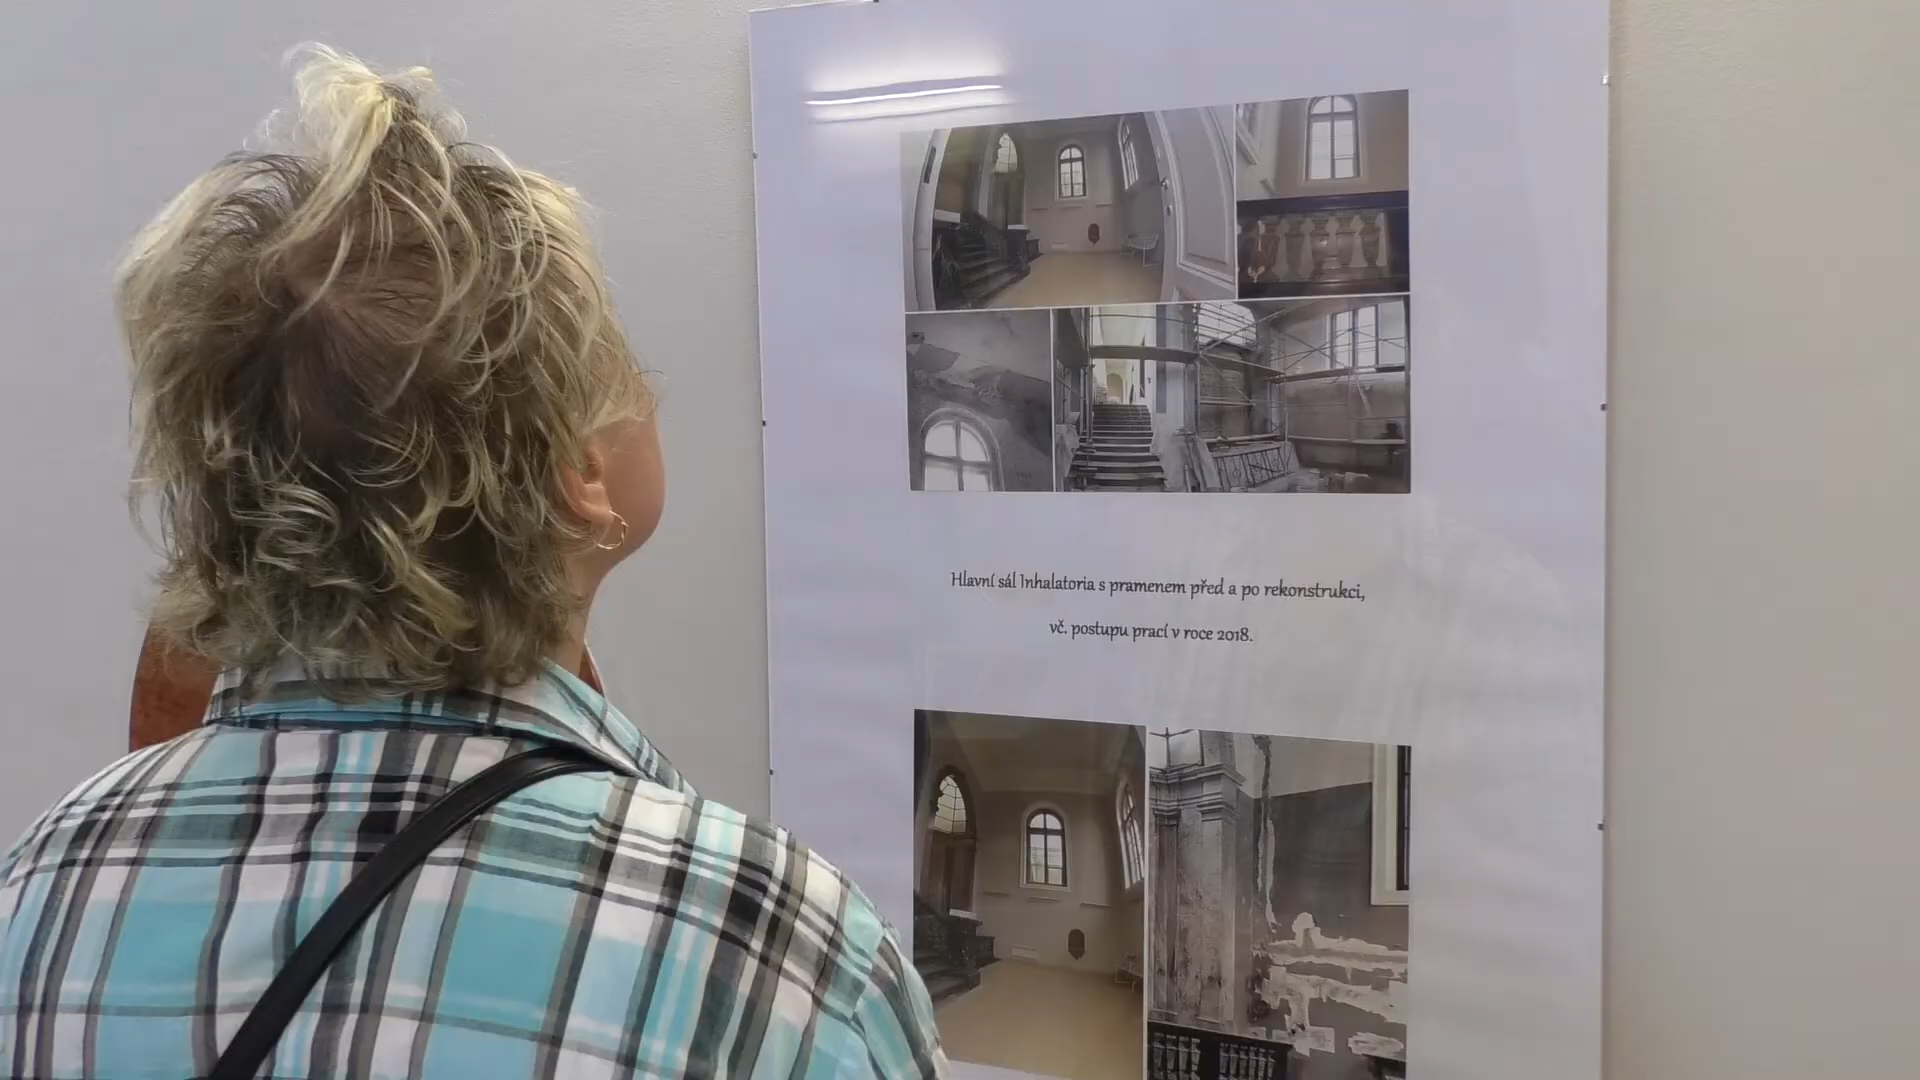 Hlavní sál Inhalatoria s pramenem před a po rekonstrukci,
vč. postupu prací v roce 2018.